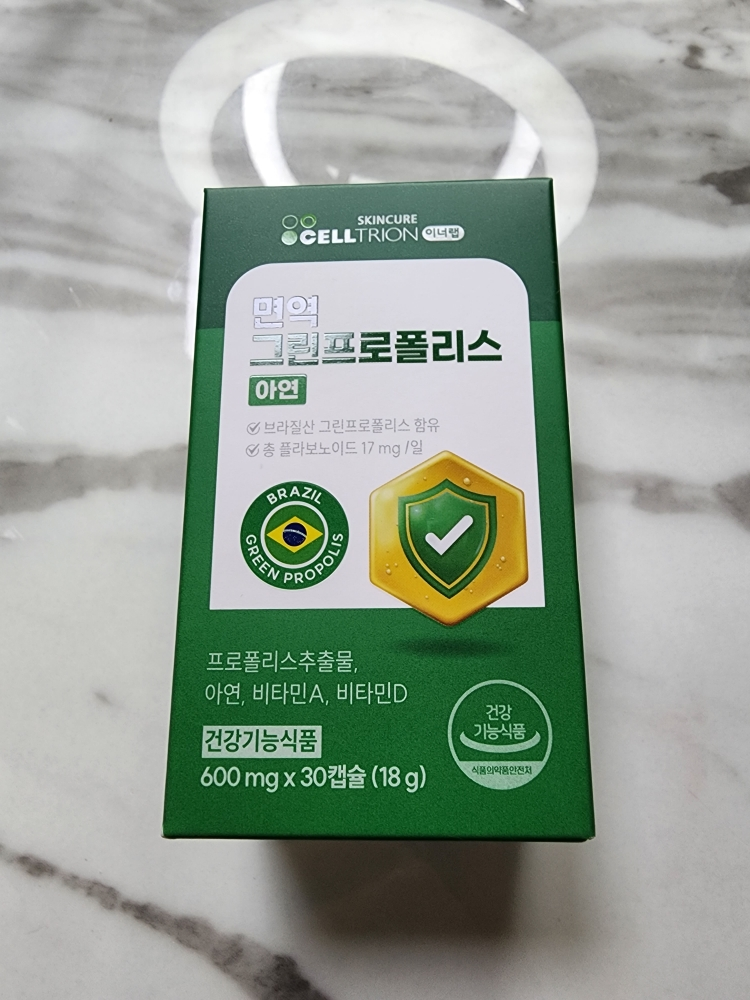 SKINCURE
CELLTRION 이너랩
면역
그린프로폴리스
아연
브라질산 그린프로폴리스 함유
총 플라보노이드 17 mg /일
BRAZIL
GREEN PROPOLIS
프로폴리스추출물,
아연, 비타민A, 비타민D
건강기능식품
600 mg x 30캡슐 (18 g)
건강
기능식품
식품의약품안전처